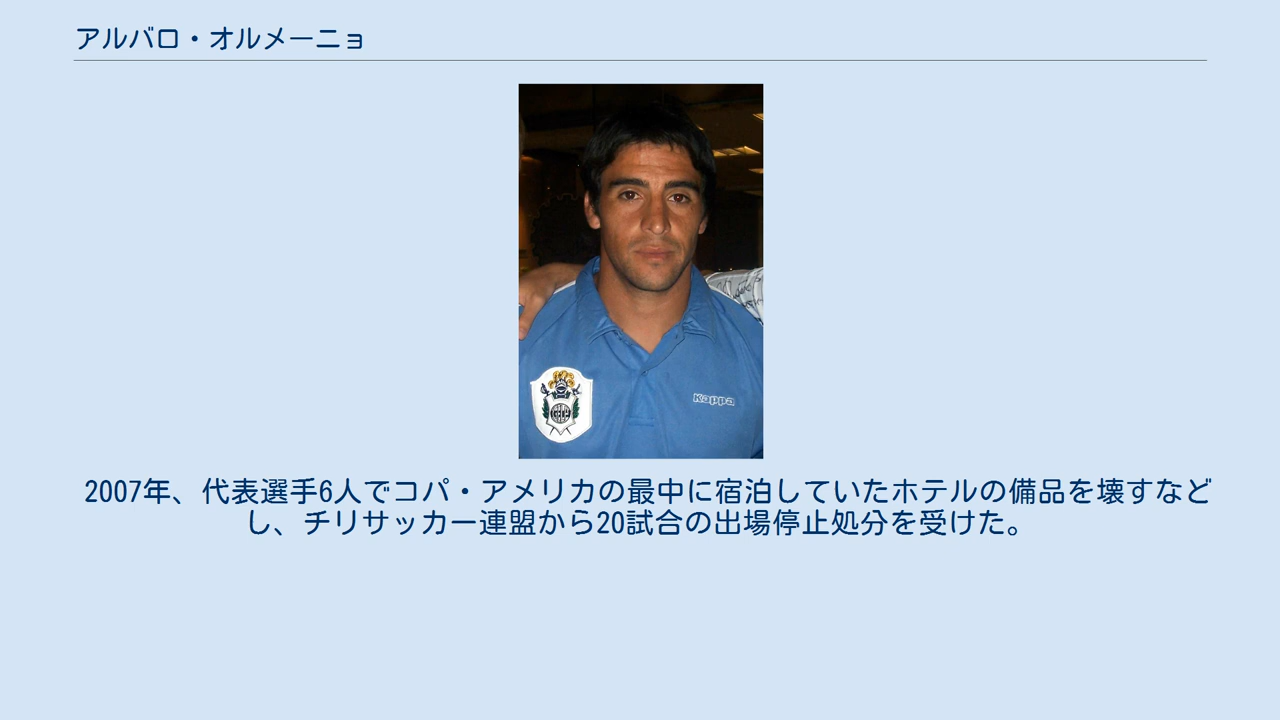 アルバロ・オルメーニョ
Kappa
2007年、代表選手6人でコパ・アメリカの最中に宿泊していたホテルの備品を壊すなど
し、チリサッカー連盟から20試合の出場停止処分を受けた。